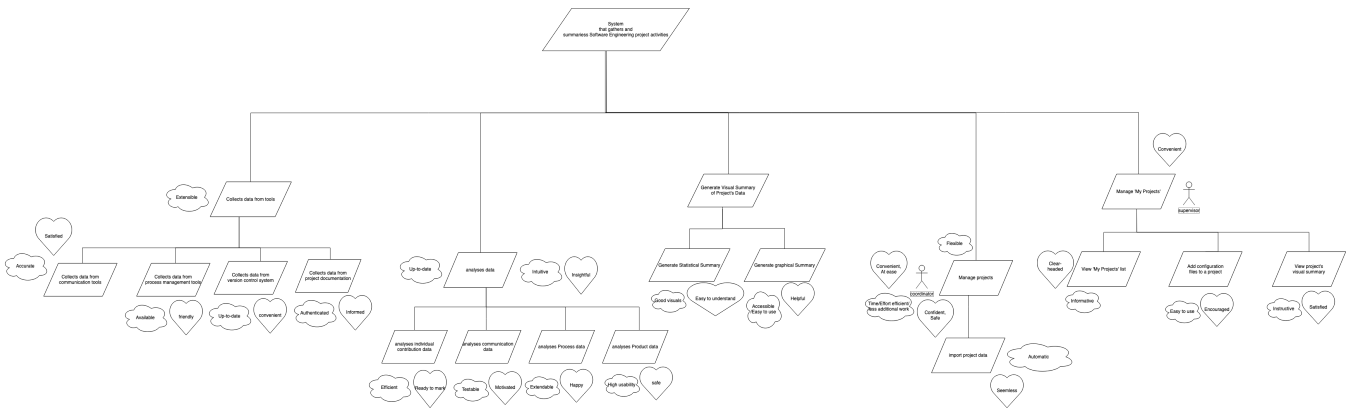 System
that gathers and
summariess Software Engineering project activities
Convenient
Extensible
Collects data from tools
Generate Visual Summary
of Project's Data
Manage 'My Projects'
supervisor
Satisfied
Accurate
Collects data from
communication tools
Collects data from
process management tools
Collects data from
version control system
Collects data from
project documentation
Available
friendly
Up-to-date
convenient
Authenticated
Informed
Up-to-date
analyses data
Intuitive
Insightful
analyses individual
contribution data
analyses communication
data
analyses Process data
analyses Product data
Efficient
Ready to mark
Testable
Motivated
Extendable
Happy
High usability
safe
Generate Statistical Summary
Generate graphical Summary
Good visuals
Easy to understand
Accessible
/Easy to use
Helpful
Flexible
Convenient,
At ease
coordinator
Manage projects
Time/Effort efficient/
less additional work
Confident,
Safe
import project data
Automatic
Seemless
Clear-
headed
View 'My Projects' list
Add configuration
files to a project
View project's
visual summary
Informative
Easy to use
Encouraged
Instructive
Satisfied